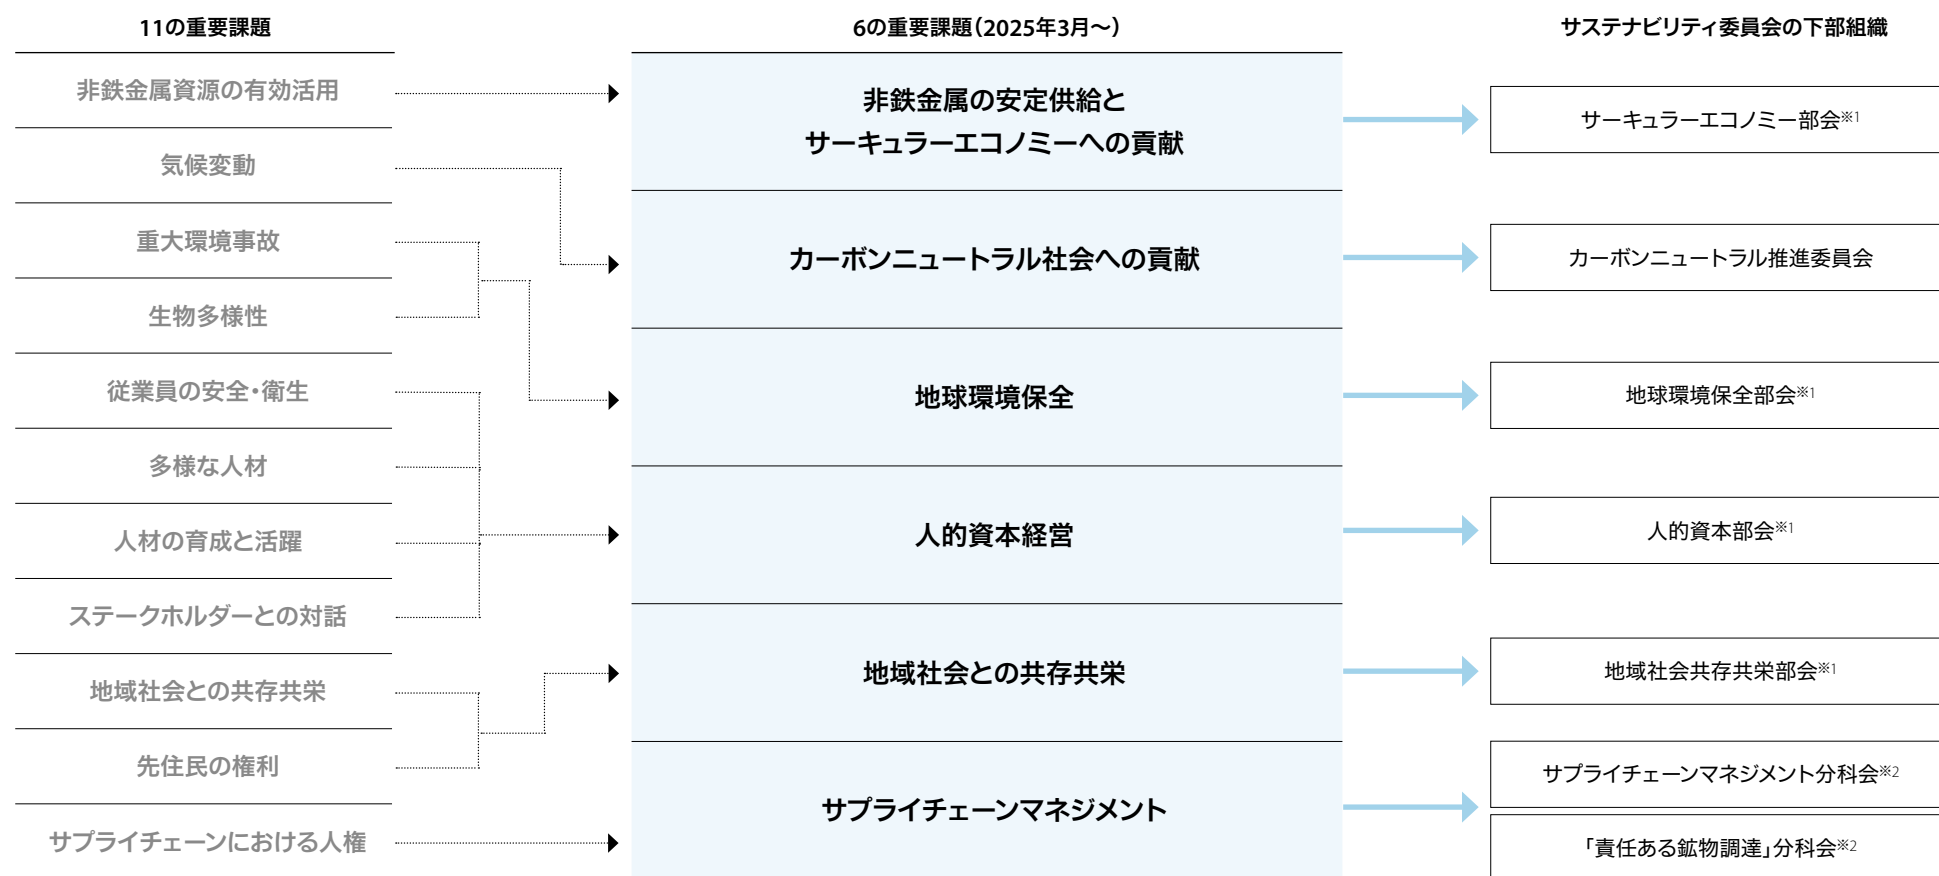 11の重要課題
非鉄金属資源の有効活用
気候変動
重大環境事故
生物多様性
従業員の安全・衛生
多様な人材
人材の育成と活躍
ステークホルダーとの対話
地域社会との共存共栄
先住民の権利
サプライチェーンにおける人権
6の重要課題（2025年3月～）
非鉄金属の安定供給と
サーキュラーエコノミーへの貢献
カーボンニュートラル社会への貢献
地球環境保全
人的資本経営
地域社会との共存共栄
サプライチェーンマネジメント
サステナビリティ委員会の下部組織
サーキュラーエコノミー部会※1
カーボンニュートラル推進委員会
地球環境保全部会※1
人的資本部会※1
地域社会共存共栄部会※1
サプライチェーンマネジメント分科会※2
「責任ある鉱物調達」分科会※2